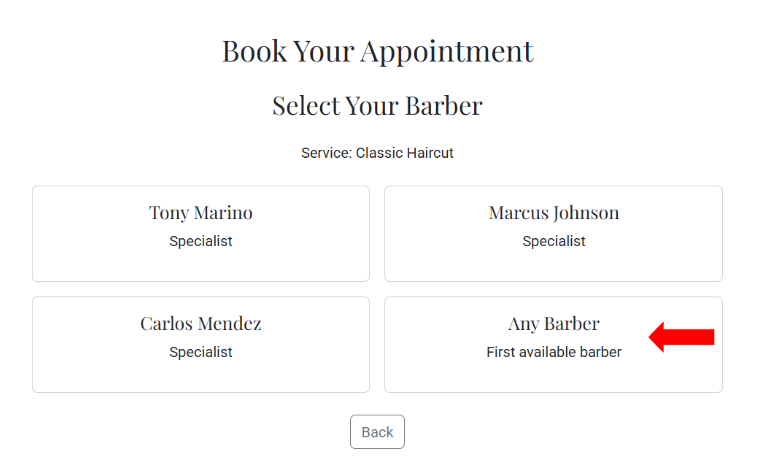 Book Your Appointment
Select Your Barber
Service: Classic Haircut
Tony Marino
Specialist
Marcus Johnson
Specialist
Carlos Mendez
Specialist
Any Barber
First available barber
Back